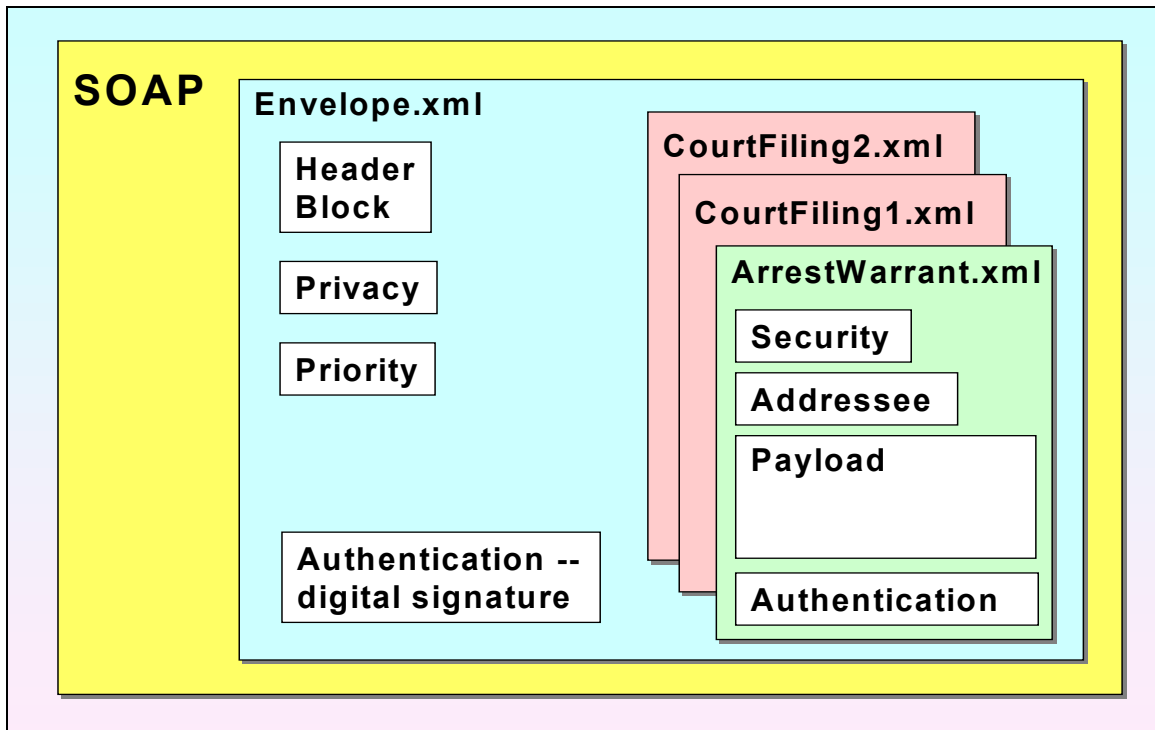 SOAP
Envelope.xml
Header
Block
Privacy
Priority
Authentication --
digital signature
CourtFiling2.xml
CourtFiling1.xml
ArrestWarrant.xml
Security
Addressee
Payload
Authentication